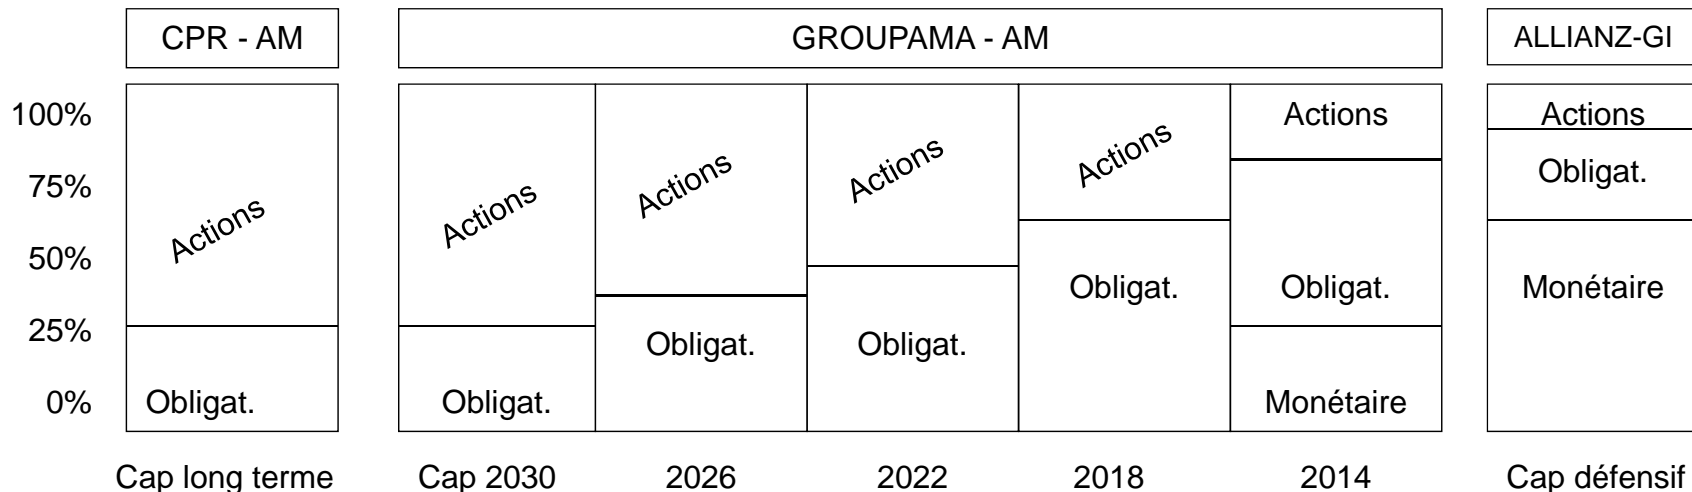 CPR - AM GROUPAMA - AM ALLIANZ-GI
100% Actions Actions
75% Actions Actions Actions Obligat.
Actions Actions
50%
Obligat. Obligat. Monétaire
25% Obligat. Obligat.
0% Obligat. Obligat. Monétaire
Cap long terme Cap 2030 2026 2022 2018 2014 Cap défensif